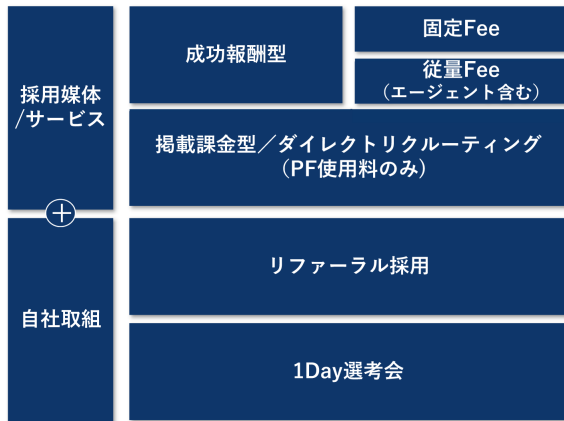 採用媒体
/サービス
成功報酬型
固定Fee
従量Fee
（エージェント含む）
掲載課金型／ダイレクトリクルーティング
（PF使用料のみ）
＋
自社取組
リファーラル採用
1Day選考会